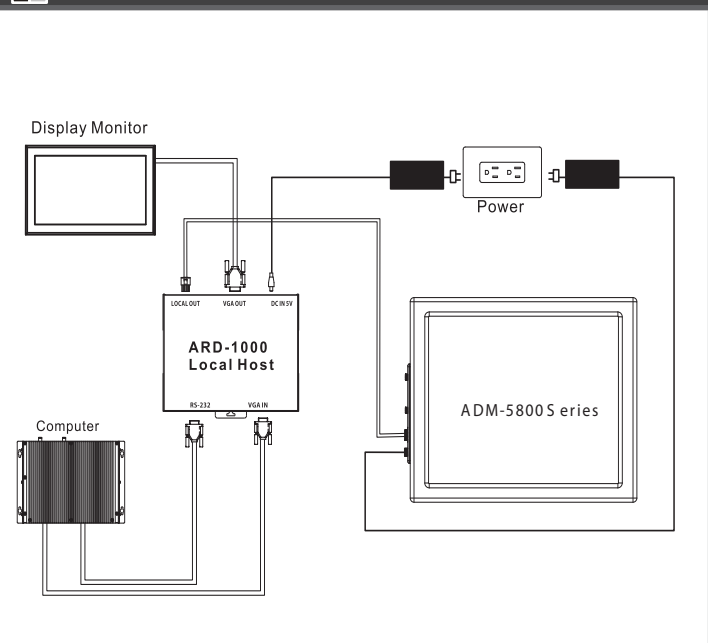 Display Monitor
Power
LOCAL OUT
VGA OUT
DC IN 5V
ARD-1000
Local Host
ADM-5800 S eries
RS-232
VGA IN
Computer